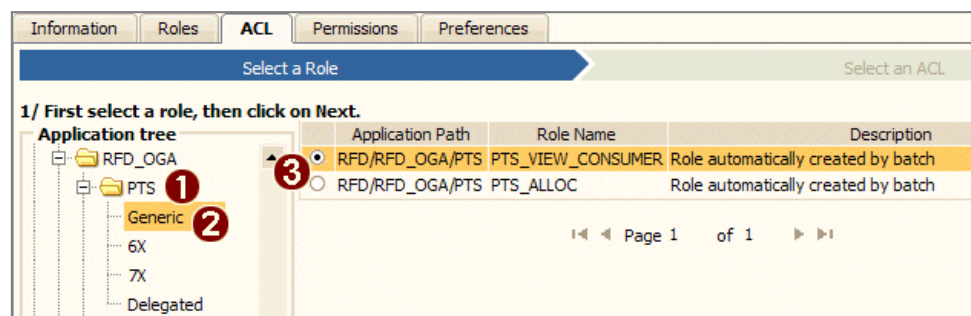 Information Roles ACL Permissions Preferences
Select a Role Select an ACL
1/ First select a role, then click on Next.
Application tree
RFD_OGA
PTS 1
Generic 2
6X
7X
Delegated
3
Application Path Role Name Description
RFD/RFD_OGA/PTS PTS_VIEW_CONSUMER Role automatically created by batch
RFD/RFD_OGA/PTS PTS_ALLOC Role automatically created by batch
Page 1 of 1